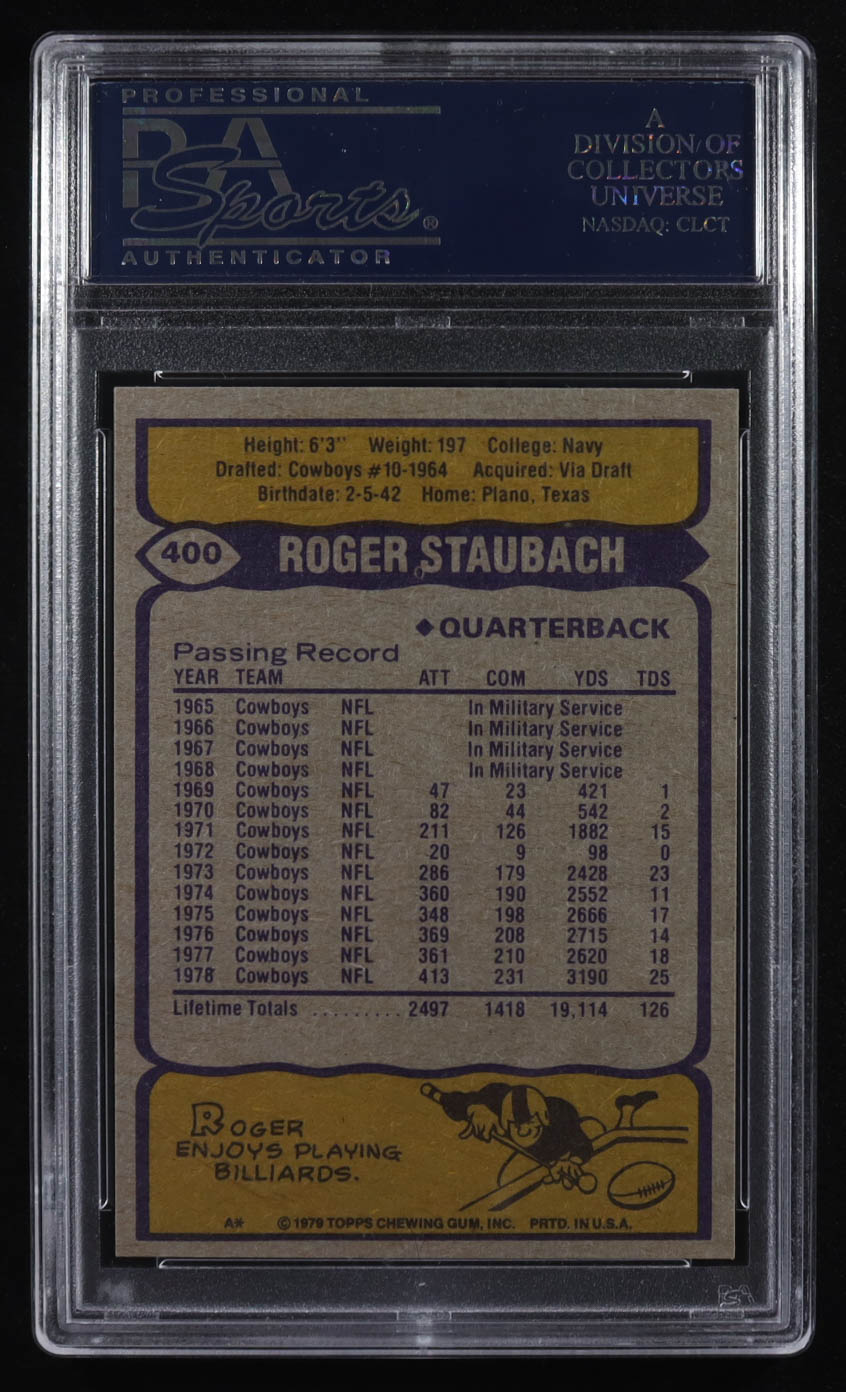 PROFESSIONAL
PSA
Sports®
AUTHENTICATOR
A
DIVISION OF
COLLECTORS
UNIVERSE
NASDAQ: CLCT
Height: 6'3" Weight: 197 College: Navy
Drafted: Cowboys #10-1964 Acquired: Via Draft
Birthdate: 2-5-42 Home: Plano, Texas
400 ROGER STAUBACH
◆QUARTERBACK
Passing Record
YEAR TEAM ATT COM YDS TDS
1965 Cowboys NFL In Military Service
1966 Cowboys NFL In Military Service
1967 Cowboys NFL In Military Service
1968 Cowboys NFL In Military Service
1969 Cowboys NFL 47 23 421 1
1970 Cowboys NFL 82 44 542 2
1971 Cowboys NFL 211 126 1882 15
1972 Cowboys NFL 20 9 98 0
1973 Cowboys NFL 286 179 2428 23
1974 Cowboys NFL 360 190 2552 11
1975 Cowboys NFL 348 198 2666 17
1976 Cowboys NFL 369 208 2715 14
1977 Cowboys NFL 361 210 2620 18
1978 Cowboys NFL 413 231 3190 25
Lifetime Totals ......... 2497 1418 19,114 126
ROGER
ENJOYS PLAYING
BILLIARDS.
A* © 1979 TOPPS CHEWING GUM, INC. PRTD. IN U.S.A.
PSA